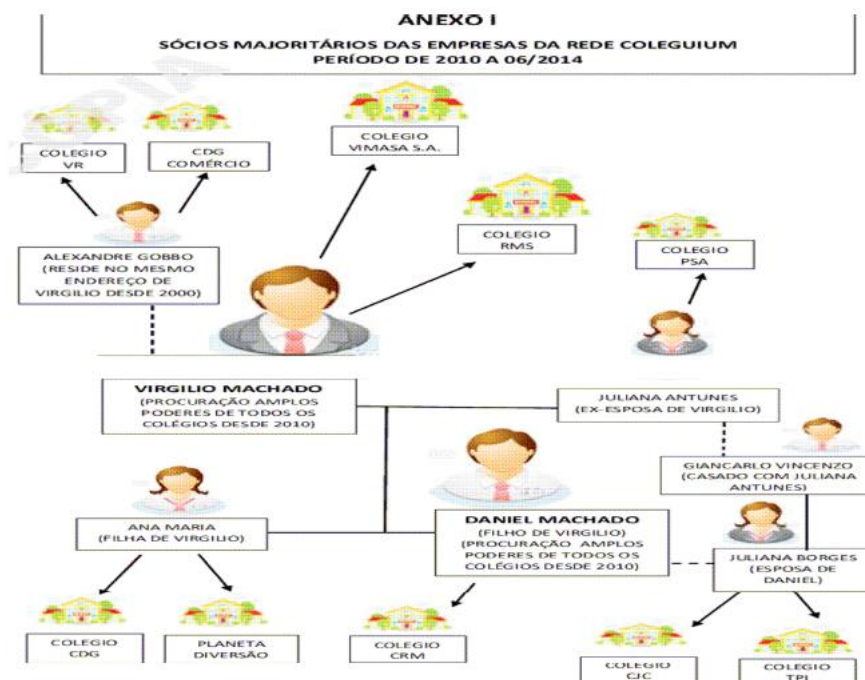 ANEXO I
SÓCIOS MAJORITÁRIOS DAS EMPRESAS DA REDE COLEGUIUM
PERÍODO DE 2010 A 06/2014
CÓPIA
COLEGIO
VR
CDG
COMÉRCIO
COLEGIO
VIMASA S.A.
COLEGIO
RMS
COLEGIO
PSA
ALEXANDRE GOBBO
(RESIDE NO MESMO
ENDEREÇO DE
VIRGILIO DESDE 2000)
VIRGILIO MACHADO
(PROCURAÇÃO AMPLOS
PODERES DE TODOS OS
COLÉGIOS DESDE 2010)
JULIANA ANTUNES
(EX-ESPOSA DE VIRGILIO)
GIANCARLO VINCENZO
(CASADO COM JULIANA
ANTUNES)
ANA MARIA
(FILHA DE VIRGILIO)
DANIEL MACHADO
(FILHO DE VIRGILIO)
(PROCURAÇÃO AMPLOS
PODERES DE TODOS OS
COLÉGIOS DESDE 2010)
JULIANA BORGES
(ESPOSA DE
DANIEL)
COLEGIO
CDG
PLANETA
DIVERSÃO
COLEGIO
CRM
COLEGIO
CJC
COLEGIO
TPJ